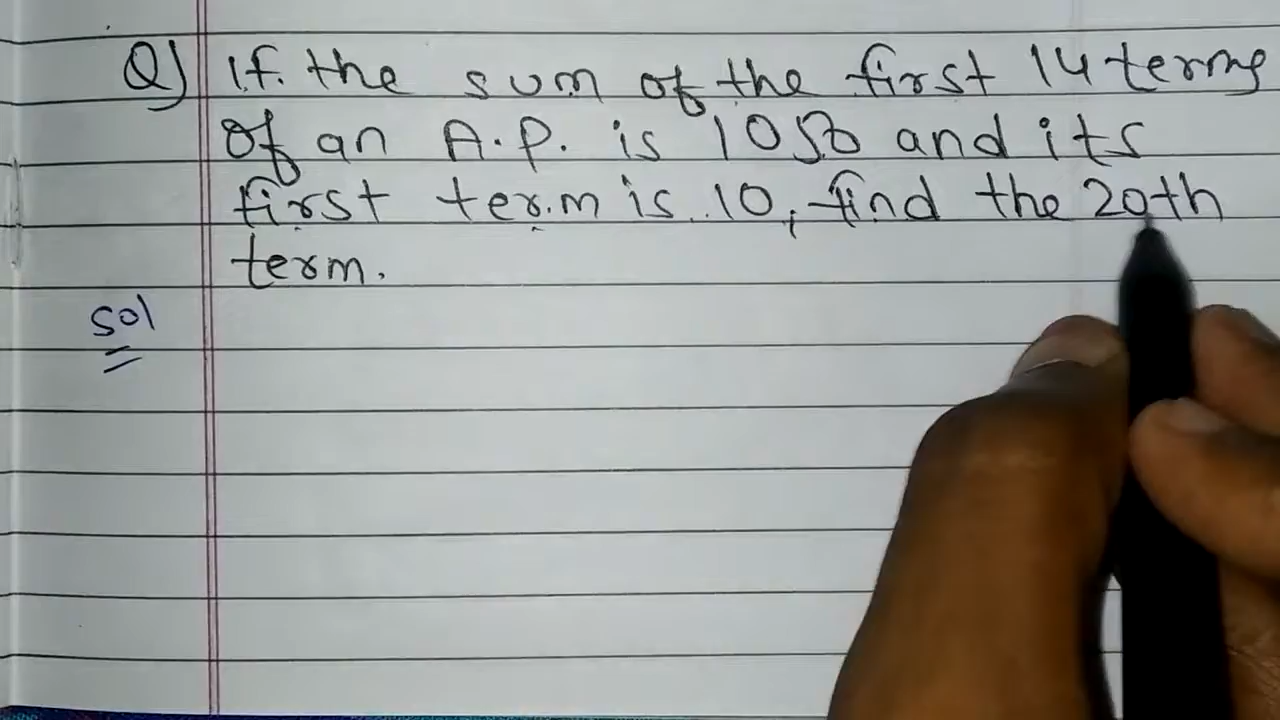 Q) If the sum of the first 14 terms
of an A.P. is 1050 and its
first term is 10, find the 20th
term.
Sol